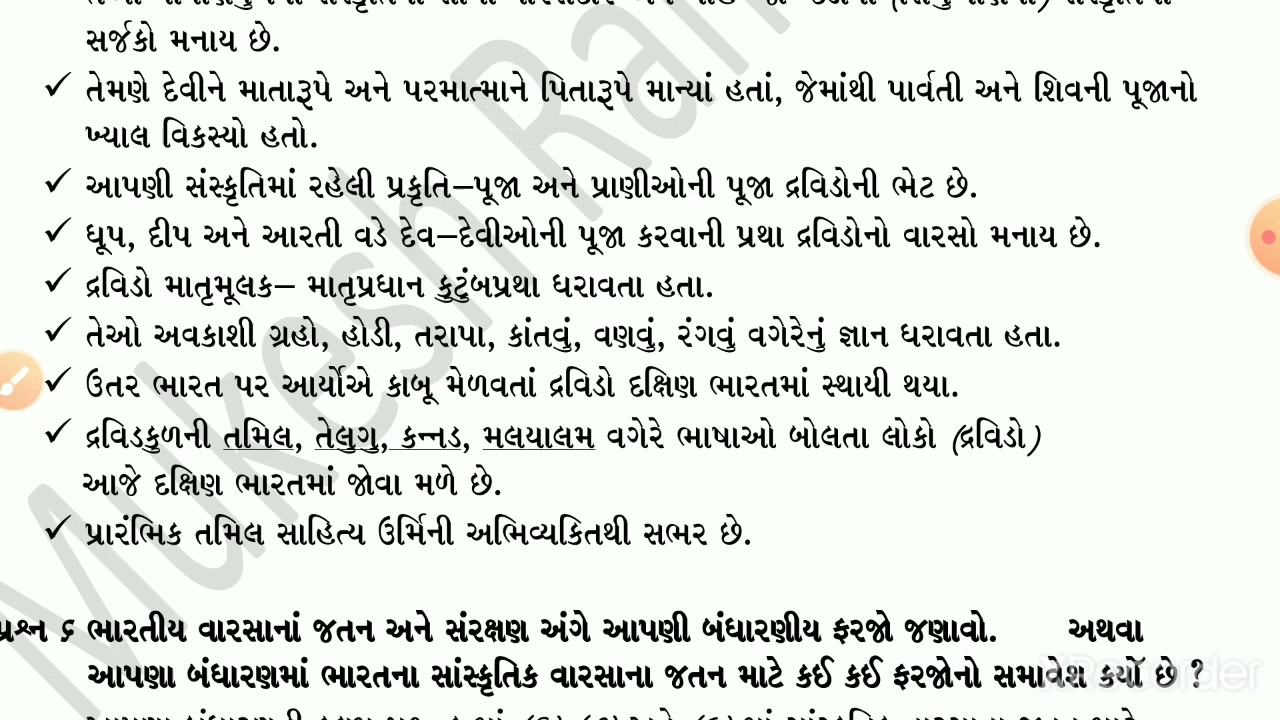 સર્જકો મનાય છે.
✓ તેમણે દેવીને માતારૂપે અને પરમાત્માને પિતારૂપે માન્યાં હતાં, જેમાંથી પાર્વતી અને શિવની પૂજાનો
ખ્યાલ વિકસ્યો હતો.
✓ આપણી સંસ્કૃતિમાં રહેલી પ્રકૃતિ–પૂજા અને પ્રાણીઓની પૂજા દ્રવિડોની ભેટ છે.
✓ ધૂપ, દીપ અને આરતી વડે દેવ–દેવીઓની પૂજા કરવાની પ્રથા દ્રવિડોનો વારસો મનાય છે.
✓ દ્રવિડો માતૃમૂલક– માતૃપ્રધાન કુટુંબપ્રથા ધરાવતા હતા.
✓ તેઓ અવકાશી ગ્રહો, હોડી, તરાપા, કાંતવું, વણવું, રંગવું વગેરેનું જ્ઞાન ધરાવતા હતા.
✓ ઉતર ભારત પર આર્યોએ કાબૂ મેળવતાં દ્રવિડો દક્ષિણ ભારતમાં સ્થાયી થયા.
✓ દ્રવિડકુળની તમિલ, તેલુગુ, કન્નડ, મલયાલમ વગેરે ભાષાઓ બોલતા લોકો (દ્રવિડો)
આજે દક્ષિણ ભારતમાં જોવા મળે છે.
✓ પ્રારંભિક તમિલ સાહિત્ય ઉર્મિની અભિવ્યકિતથી સભર છે.
પ્રશ્ન ૬ ભારતીય વારસાનાં જતન અને સંરક્ષણ અંગે આપણી બંધારણીય ફરજો જણાવો. અથવા
આપણા બંધારણમાં ભારતના સાંસ્કૃતિક વારસાના જતન માટે કઈ કઈ ફરજોનો સમાવેશ કર્યો છે ?
Mukesh Ram
XRecorder